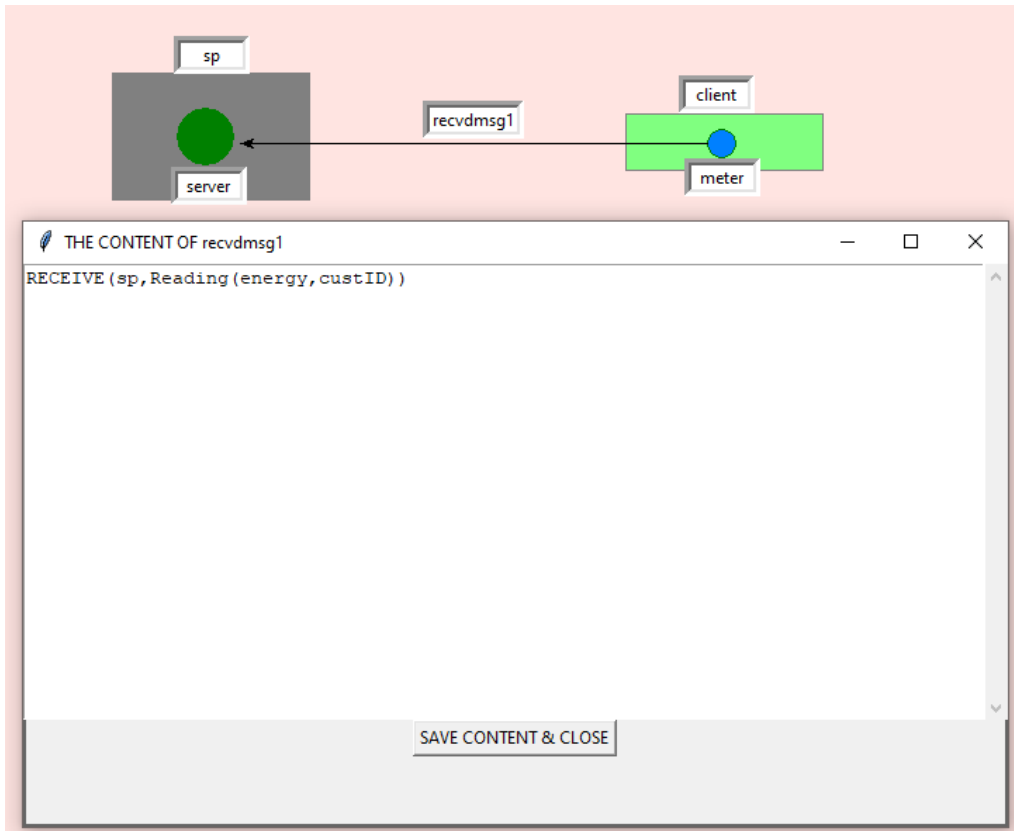 sp
client
recvdmsg1
server
meter
THE CONTENT OF recvdmsg1
RECEIVE(sp,Reading(energy,custID))
SAVE CONTENT & CLOSE